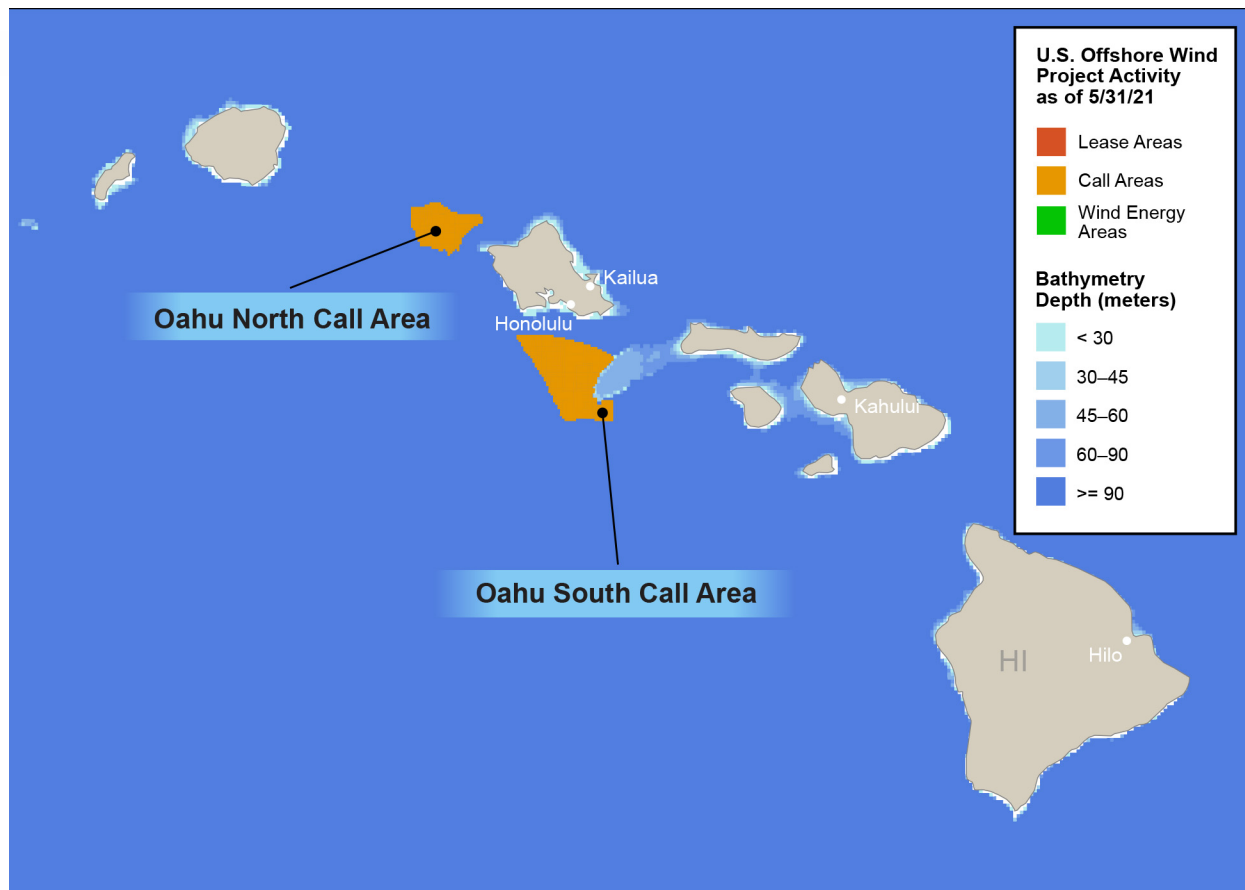 U.S. Offshore Wind
Project Activity
as of 5/31/21
Lease Areas
Call Areas
Wind Energy
Areas
Bathymetry
Depth (meters)
< 30
30–45
45–60
60–90
>= 90
Kailua
Oahu North Call Area
Honolulu
Kahului
Oahu South Call Area
HI
Hilo